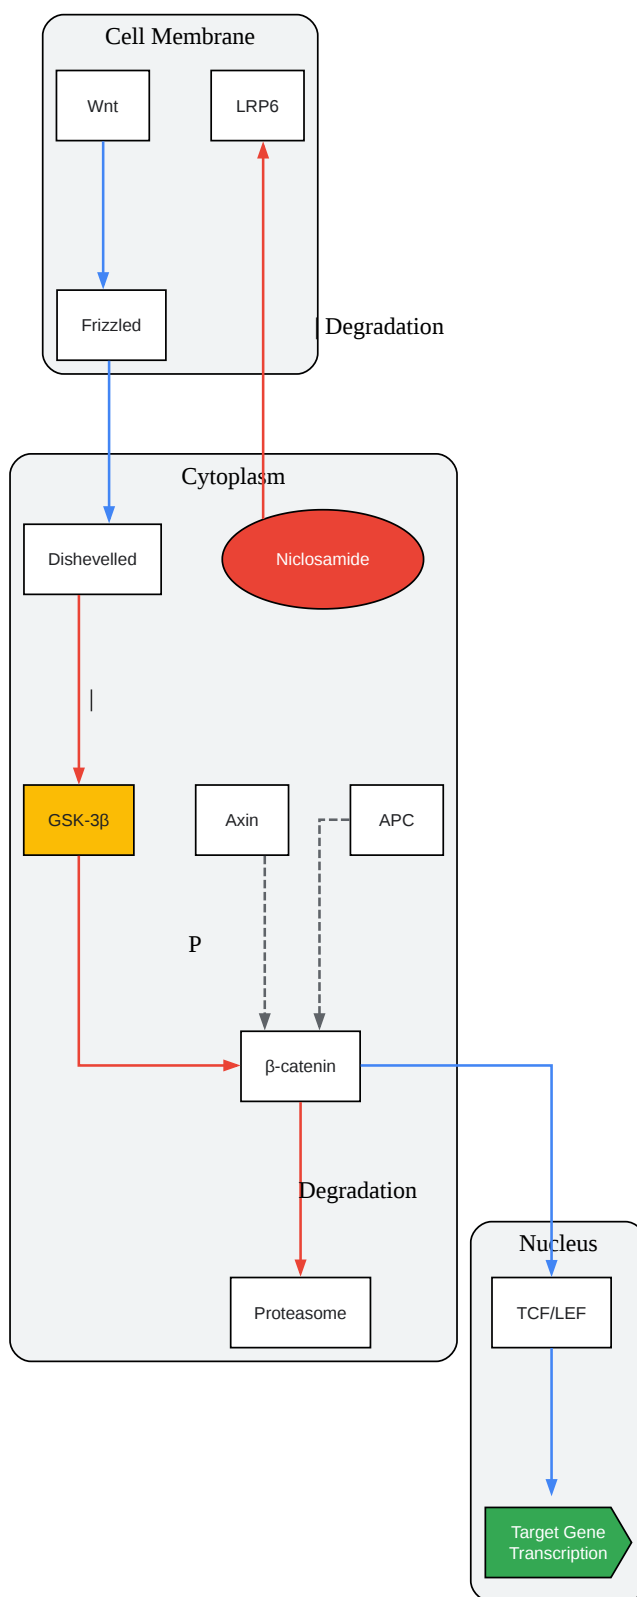 Cell Membrane
Wnt
LRP6
Frizzled
| Degradation
Cytoplasm
Dishevelled
Niclosamide
|
GSK-3β
Axin
APC
P
β-catenin
Degradation
Nucleus
Proteasome
TCF/LEF
Target Gene
Transcription